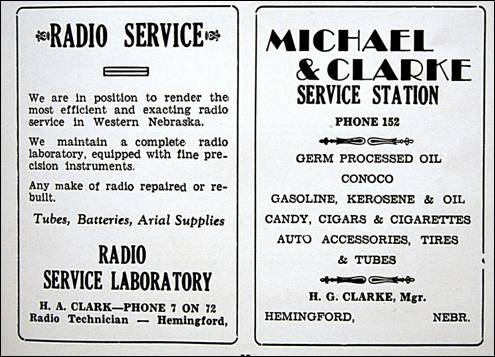 RADIO SERVICE
We are in position to render the
most efficient and exacting radio
service in Western Nebraska.
We maintain a complete radio
laboratory, equipped with fine pre-
cision instruments.
Any make of radio repaired or re-
built.
Tubes, Batteries, Arial Supplies
RADIO
SERVICE LABORATORY
H. A. CLARK—PHONE 7 ON 72
Radio Technician — Hemingford,
MICHAEL
& CLARKE
SERVICE STATION
PHONE 152
GERM PROCESSED OIL
CONOCO
GASOLINE, KEROSENE & OIL
CANDY, CIGARS & CIGARETTES
AUTO ACCESSORIES, TIRES
& TUBES
H. G. CLARKE, Mgr.
HEMINGFORD, NEBR.